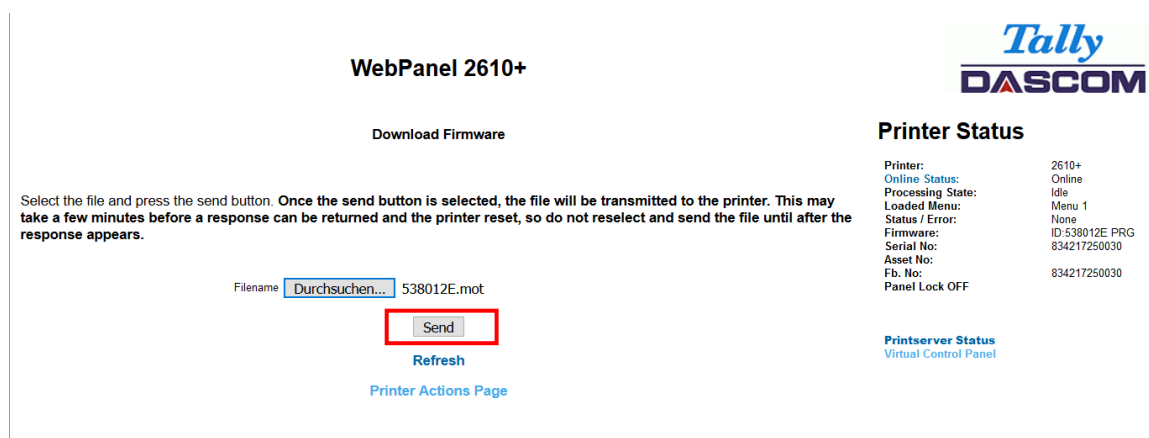 WebPanel 2610+
Tally
DASCOM
Download Firmware
Select the file and press the send button. Once the send button is selected, the file will be transmitted to the printer. This may
take a few minutes before a response can be returned and the printer reset, so do not reselect and send the file until after the
response appears.
Filename Durchsuchen... 538012E.mot
Send
Refresh
Printer Actions Page
Printer Status
Printer: 2610+
Online Status: Online
Processing State: Idle
Loaded Menu: Menu 1
Status / Error: None
Firmware: ID:538012E PRG
Serial No: 834217250030
Asset No:
Fb. No: 834217250030
Panel Lock OFF
Printserver Status
Virtual Control Panel